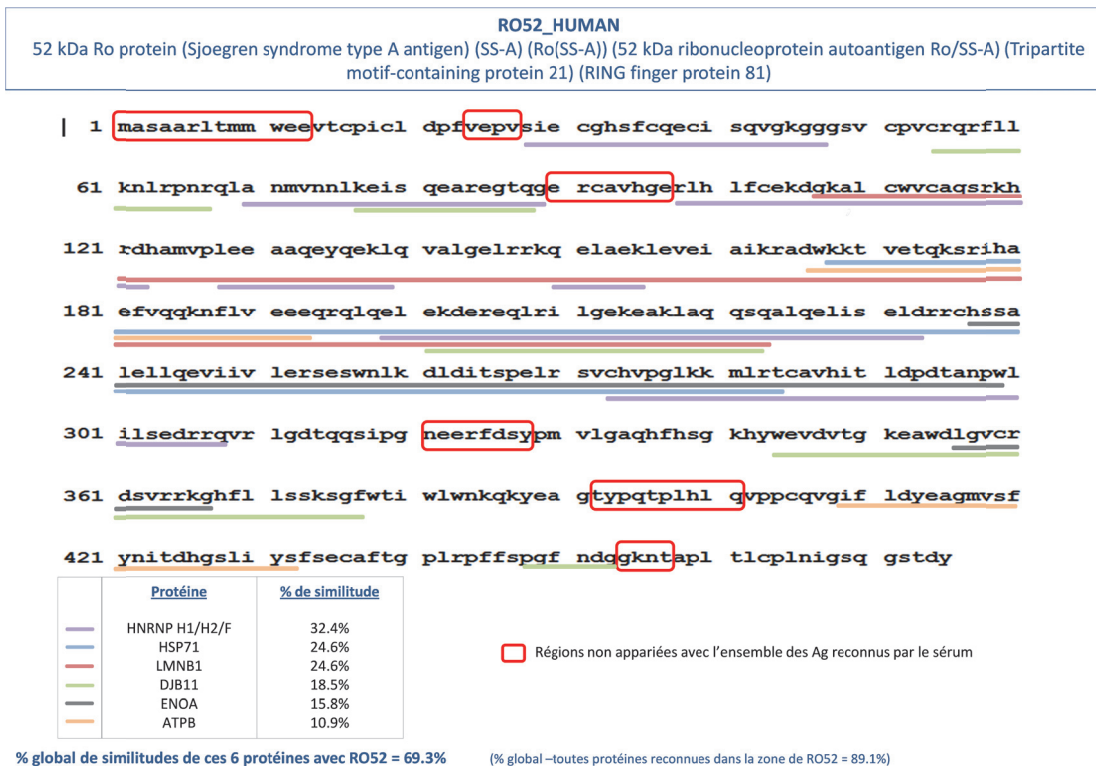 RO52_HUMAN
52 kDa Ro protein (Sjoegren syndrome type A antigen) (SS-A) (Ro(SS-A)) (52 kDa ribonucleoprotein autoantigen Ro/SS-A) (Tripartite
motif-containing protein 21) (RING finger protein 81)
| 1 masaarltmm weevtcpicl dpfvepvsie cghsfcqeci sqvgkgggsv cpvcrqrfll
61 knlrpnrqla nmvnnlkeis qearegtqge rcavhgerlh lfcekdgkal cwvcaqsrkh
121 rdhamvplee aaqeyqeklq valgelrrkq elaeklevei aikradwkkt vetqksriha
181 efvqqknflv eeeqrqlqel ekdereqlri lgekeaklaq qsqalqelis eldrrchssa
241 lellqeviiv lerseswnlk dlditspelr svchvpglkk mlrtcavhit ldpdtanpwl
301 ilsedrrqvr lgdtqqsipg neerfdsypm vlgaqhfhsg khywevdvtg keawdlgvcr
361 dsvrrkghfl lssksgfwti wlwnkqkyea gtypqtplhl qvppcqvgif ldyeagmvsf
421 ynitdhgsli ysfsecaftg plrpffspgf ndqgkntapl tlcplnigsq gstdy
Protéine % de similitude
HNRNP H1/H2/F 32.4%
HSP71 24.6%
LMNB1 24.6%
DJB11 18.5%
ENOA 15.8%
ATPB 10.9%
Régions non appariées avec l'ensemble des Ag reconnus par le sérum
% global de similitudes de ces 6 protéines avec RO52 = 69.3% (% global –toutes protéines reconnues dans la zone de RO52 = 89.1%)